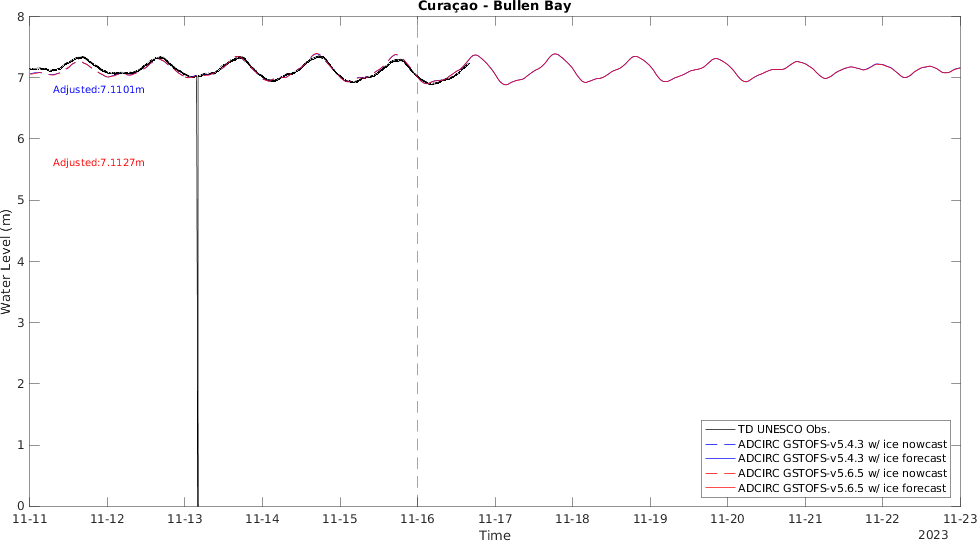 Curaçao - Bullen Bay
8
7
6
5
4
3
2
1
0
Water Level (m)
Adjusted:7.1101m
Adjusted:7.1127m
TD UNESCO Obs.
ADCIRC GSTOFS-v5.4.3 w/ ice nowcast
ADCIRC GSTOFS-v5.4.3 w/ ice forecast
ADCIRC GSTOFS-v5.6.5 w/ ice nowcast
ADCIRC GSTOFS-v5.6.5 w/ ice forecast
11-11 11-12 11-13 11-14 11-15 11-16 11-17 11-18 11-19 11-20 11-21 11-22 11-23
Time
2023